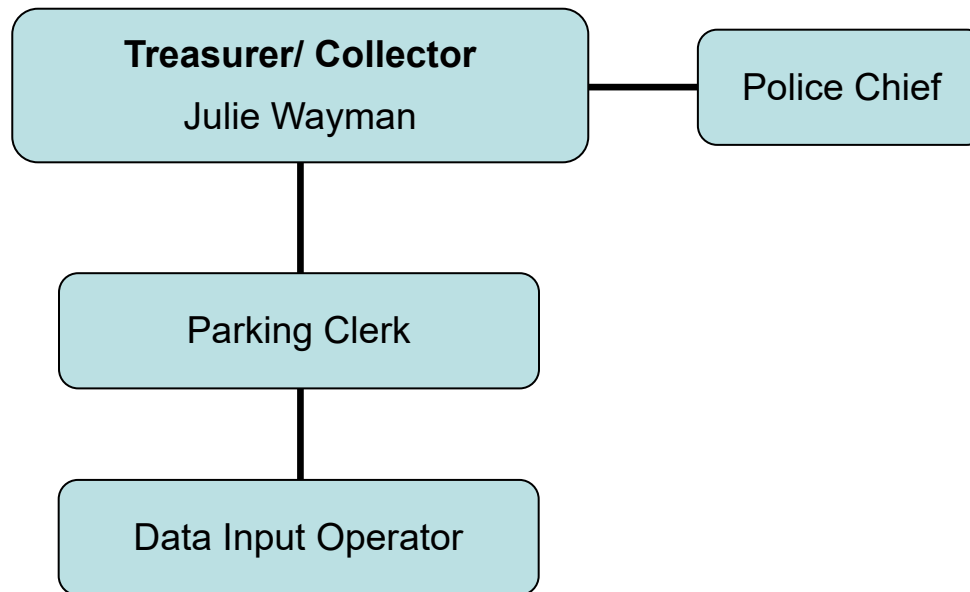 Treasurer/ Collector
Julie Wayman
Police Chief
Parking Clerk
Data Input Operator